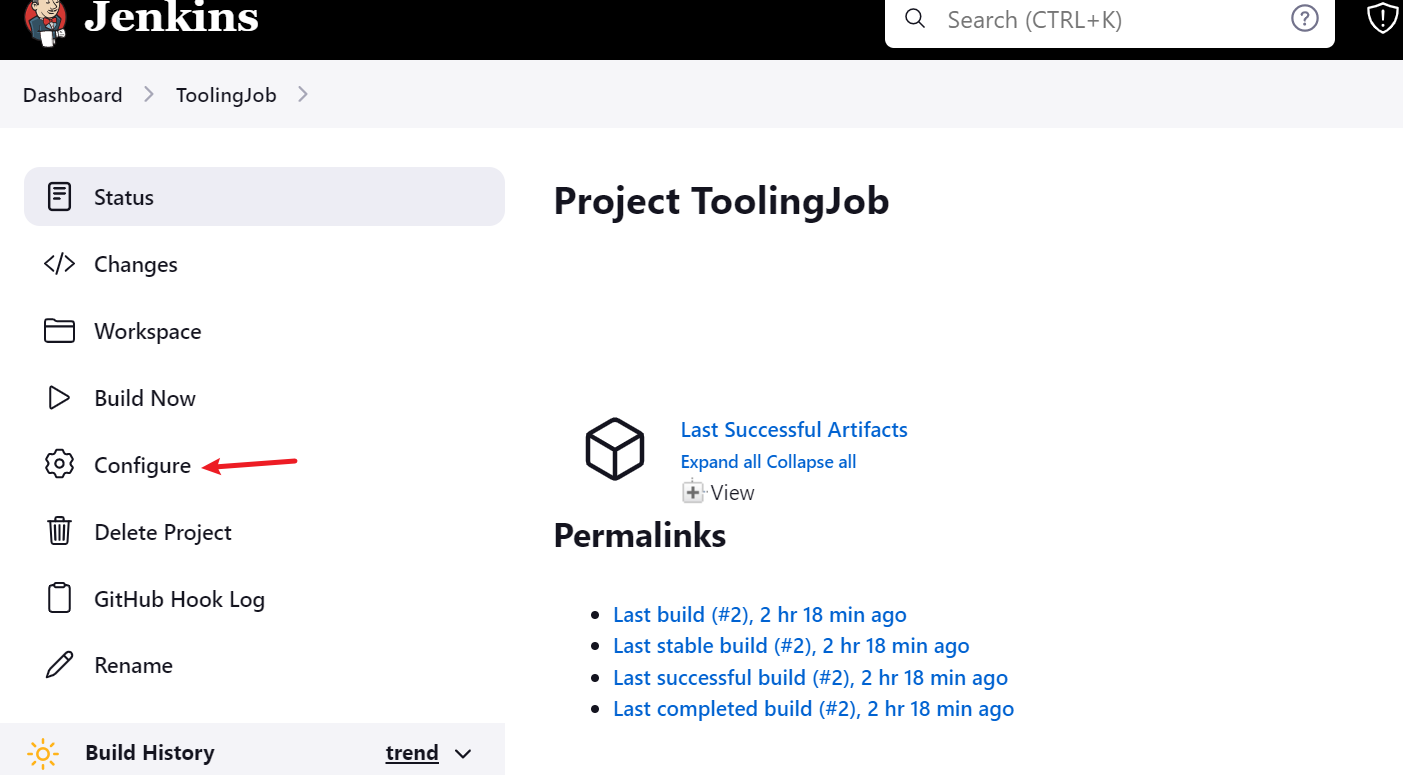 Jenkins
Search (CTRL+K)
Dashboard
ToolingJob
Status
Changes
Workspace
Build Now
Configure
Delete Project
GitHub Hook Log
Rename
Build History
trend
Project ToolingJob
Last Successful Artifacts
Expand all Collapse all
View
Permalinks
Last build (#2), 2 hr 18 min ago
Last stable build (#2), 2 hr 18 min ago
Last successful build (#2), 2 hr 18 min ago
Last completed build (#2), 2 hr 18 min ago